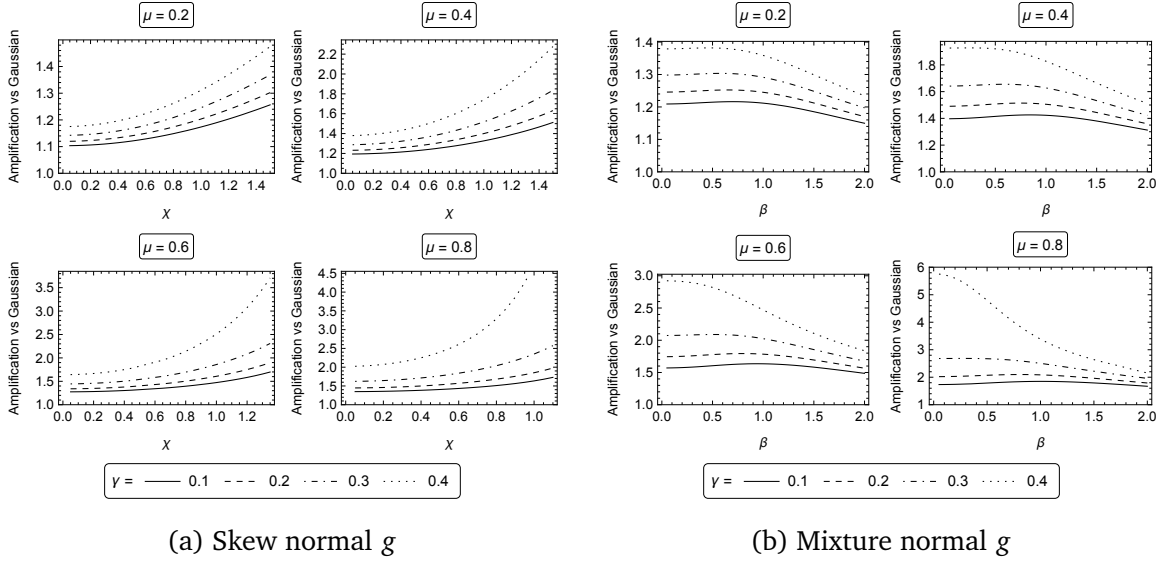 μ = 0.2
Amplification vs Gaussian
1.4
1.3
1.2
1.1
1.0
0.0 0.2 0.4 0.6 0.8 1.0 1.2 1.4
χ
μ = 0.4
Amplification vs Gaussian
2.2
2.0
1.8
1.6
1.4
1.2
1.0
0.0 0.2 0.4 0.6 0.8 1.0 1.2 1.4
χ
μ = 0.6
Amplification vs Gaussian
3.5
3.0
2.5
2.0
1.5
1.0
0.0 0.2 0.4 0.6 0.8 1.0 1.2
χ
μ = 0.8
Amplification vs Gaussian
4.5
4.0
3.5
3.0
2.5
2.0
1.5
1.0
0.0 0.2 0.4 0.6 0.8 1.0
χ
γ = 0.1 0.2 0.3 0.4
(a) Skew normal g
μ = 0.2
Amplification vs Gaussian
1.4
1.3
1.2
1.1
1.0
0.0 0.5 1.0 1.5 2.0
β
μ = 0.4
Amplification vs Gaussian
1.8
1.6
1.4
1.2
1.0
0.0 0.5 1.0 1.5 2.0
β
μ = 0.6
Amplification vs Gaussian
3.0
2.5
2.0
1.5
1.0
0.0 0.5 1.0 1.5 2.0
β
μ = 0.8
Amplification vs Gaussian
6
5
4
3
2
1
0.0 0.5 1.0 1.5 2.0
β
γ = 0.1 0.2 0.3 0.4
(b) Mixture normal g